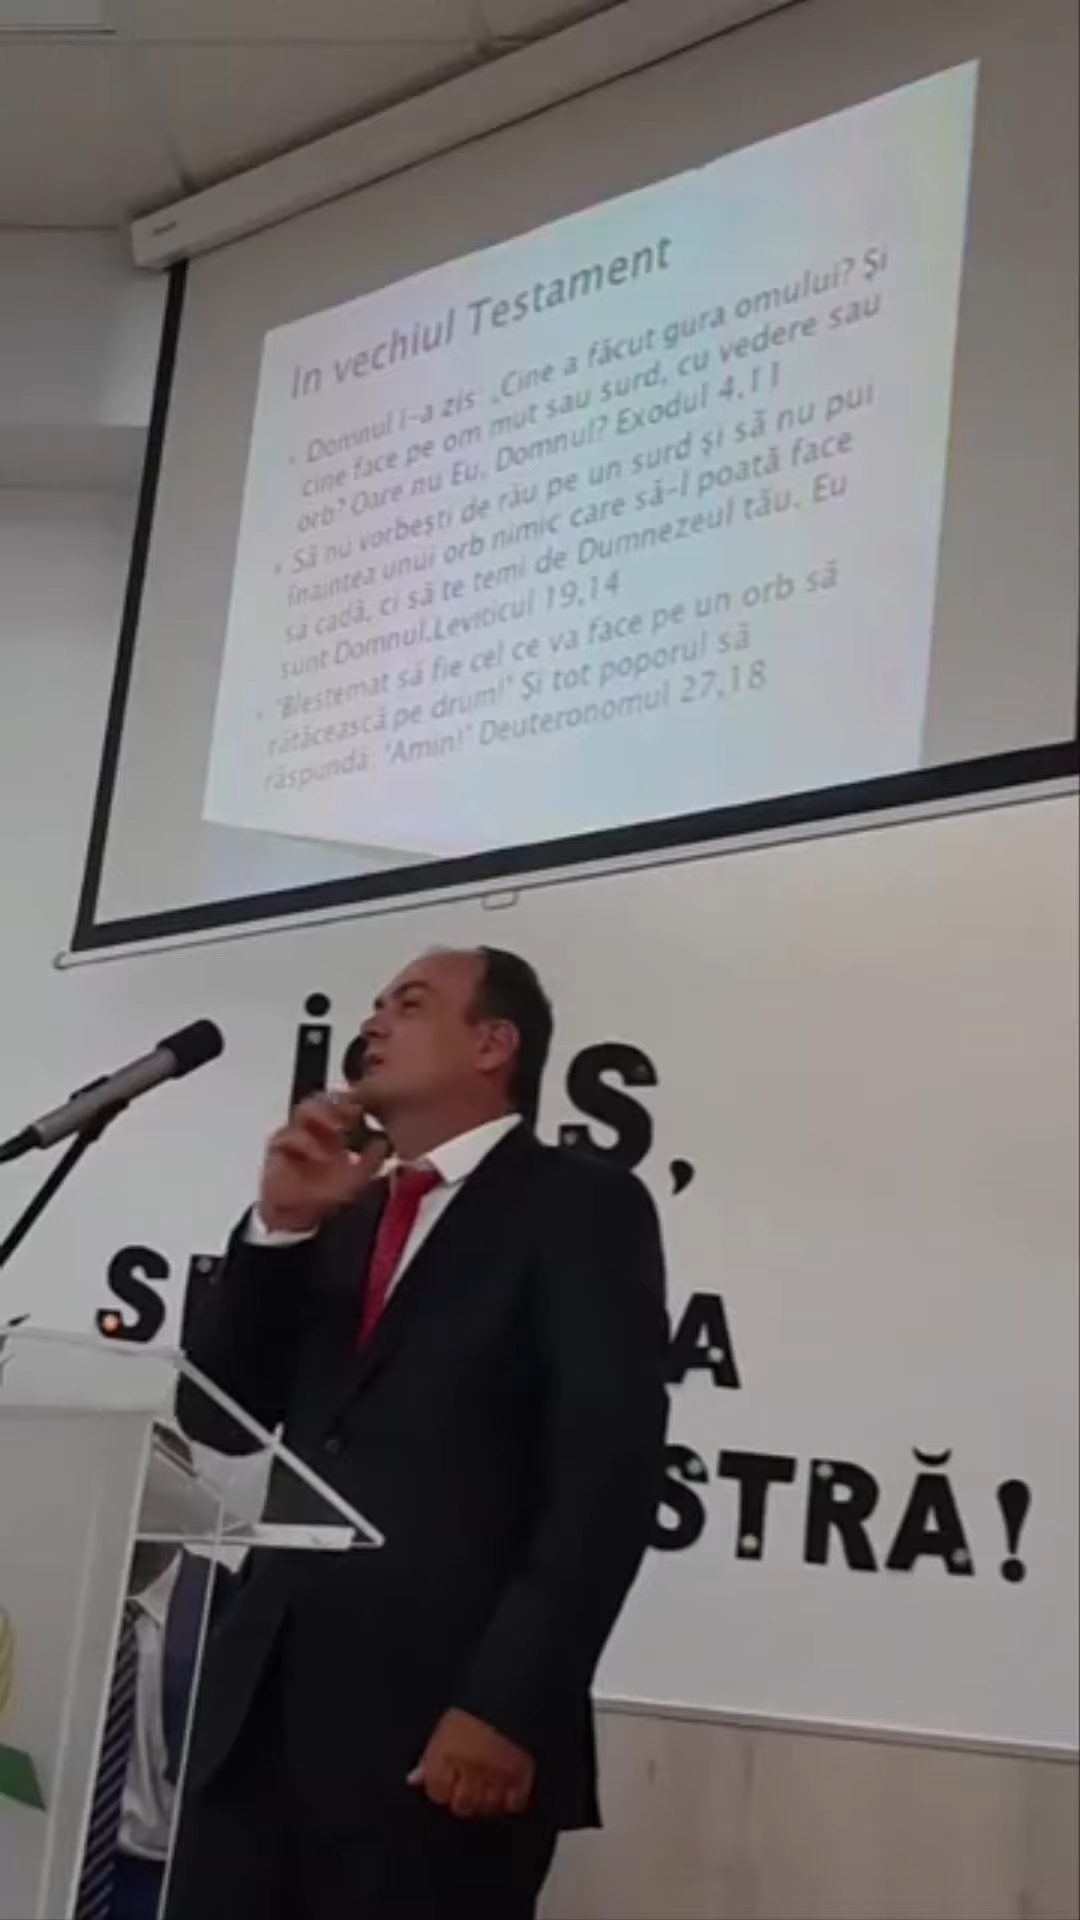 In vechiul Testament
• Domnul i-a zis: „Cine a făcut gura omului? Și
cine face pe om mut sau surd, cu vedere sau
orb? Oare nu Eu, Domnul? Exodul 4,11
• Să nu vorbești de rău pe un surd și să nu pui
înaintea unui orb nimic care să-l poată face
sa cadă, ci să te temi de Dumnezeul tău. Eu
sunt Domnul.Leviticul 19,14
• "Blestemat să fie cel ce va face pe un orb să
rătăcească pe drum!" Și tot poporul să
răspundă: "Amin!" Deuteronomul 27,18
S,
S A
STRĂ!